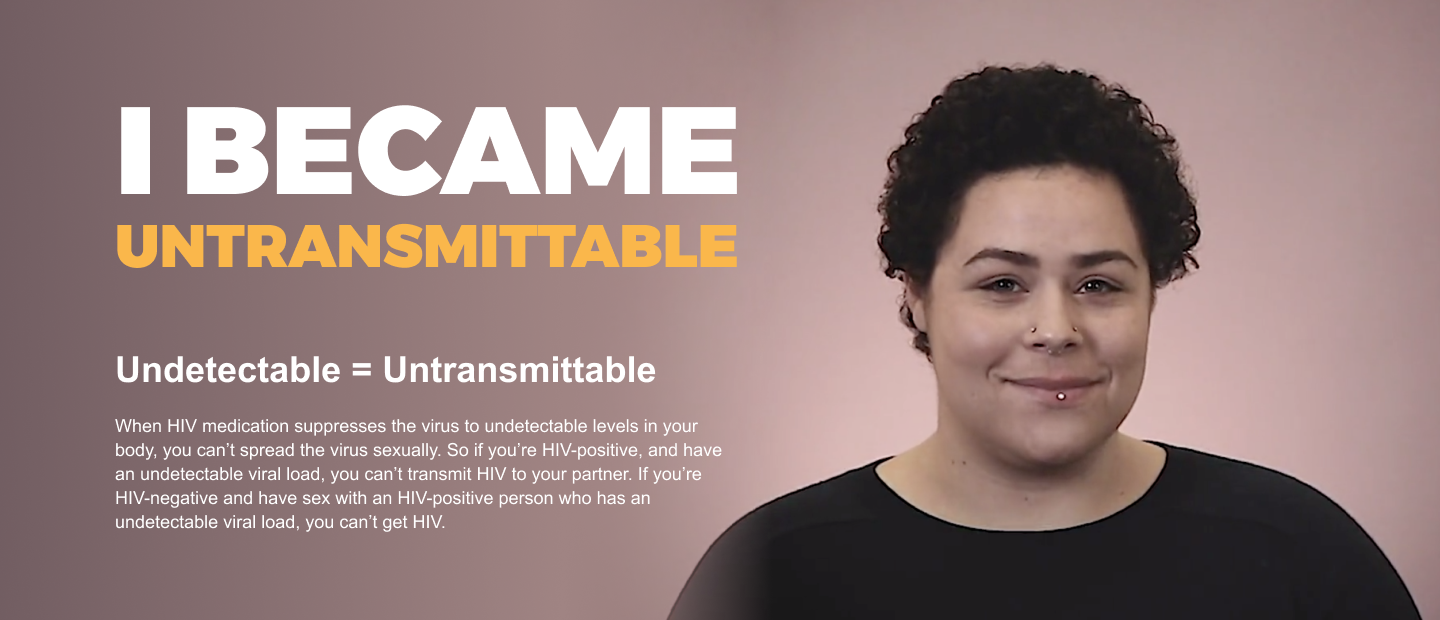 I BECAME
UNTRANSMITTABLE
Undetectable = Untransmittable
When HIV medication suppresses the virus to undetectable levels in your
body, you can’t spread the virus sexually. So if you’re HIV-positive, and have
an undetectable viral load, you can’t transmit HIV to your partner. If you’re
HIV-negative and have sex with an HIV-positive person who has an
undetectable viral load, you can’t get HIV.